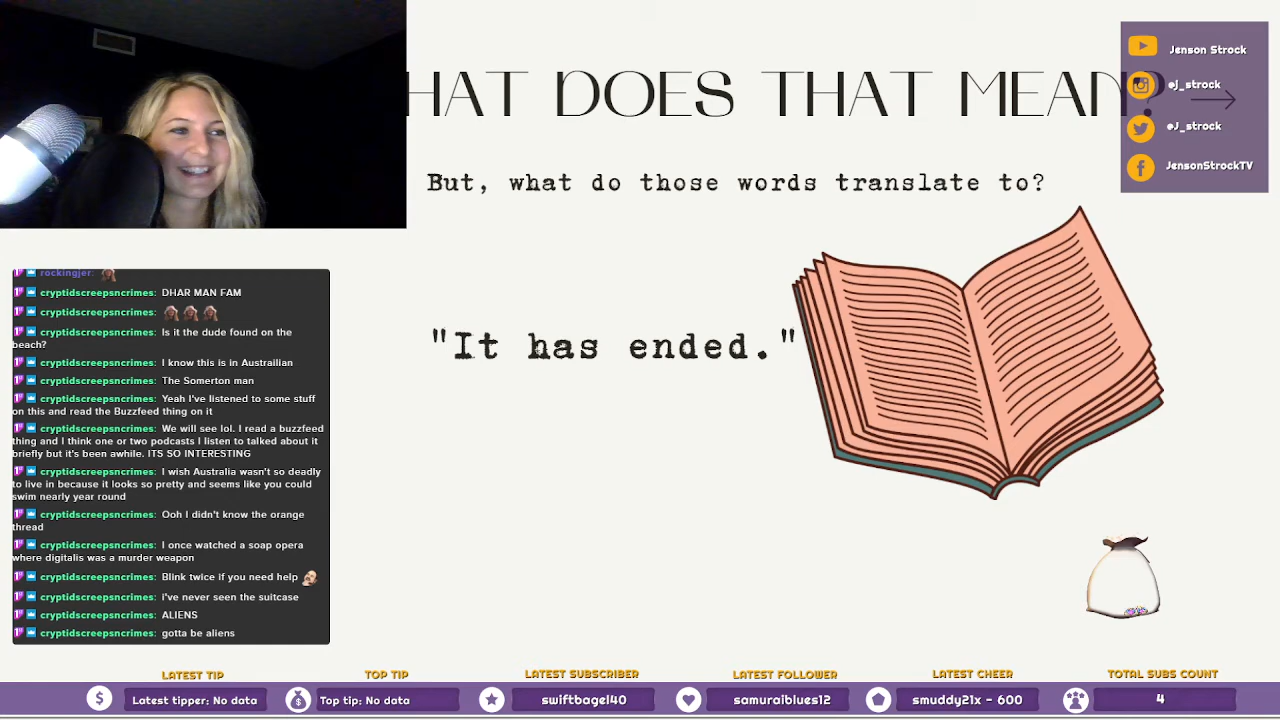 HAT DOES THAT MEAN?
But, what do those words translate to?
"It has ended."
Jenson Strock
@j_strock
@J_strock
JensonStrockTV
rockingjer:
cryptidscreepsncrimes: DHAR MAN FAM
cryptidscreepsncrimes:
cryptidscreepsncrimes: Is it the dude found on the
beach?
cryptidscreepsncrimes: I know this is in Austrailian
cryptidscreepsncrimes: The Somerton man
cryptidscreepsncrimes: Yeah I've listened to some stuff
on this and read the Buzzfeed thing on it
cryptidscreepsncrimes: We will see lol. I read a buzzfeed
thing and I think one or two podcasts I listen to talked about it
briefly but it's been awhile. ITS SO INTERESTING
cryptidscreepsncrimes: I wish Australia wasn't so deadly
to live in because it looks so pretty and seems like you could
swim nearly year round
cryptidscreepsncrimes: Ooh I didn't know the orange
thread
cryptidscreepsncrimes: I once watched a soap opera
where digitalis was a murder weapon
cryptidscreepsncrimes: Blink twice if you need help
cryptidscreepsncrimes: i've never seen the suitcase
cryptidscreepsncrimes: ALIENS
cryptidscreepsncrimes: gotta be aliens
LATEST TIP
Latest tipper: No data
TOP TIP
Top tip: No data
LATEST SUBSCRIBER
swiftbagel40
LATEST FOLLOWER
samuraiblues12
LATEST CHEER
smuddy21x - 600
TOTAL SUBS COUNT
4